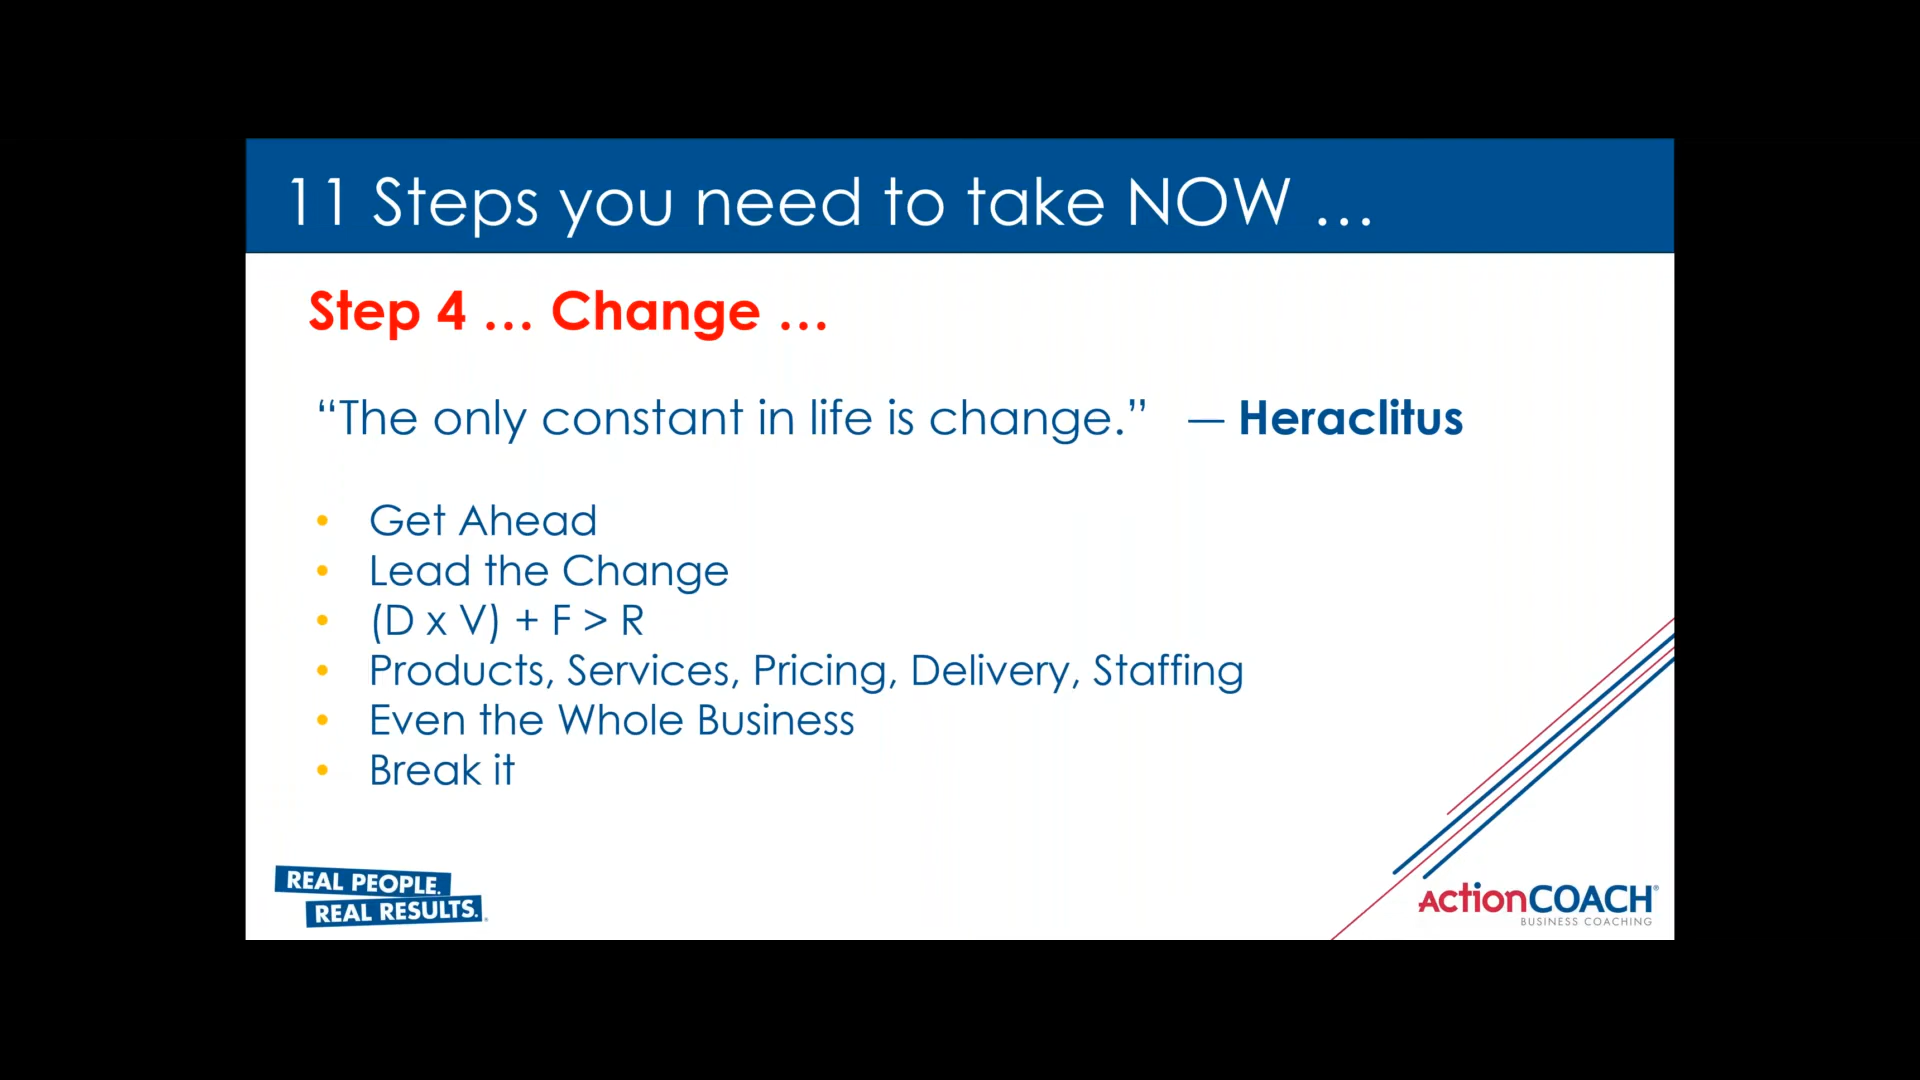 11 Steps you need to take NOW ...
Step 4 ... Change ...
“The only constant in life is change.” — Heraclitus
• Get Ahead
• Lead the Change
• (D x V) + F > R
• Products, Services, Pricing, Delivery, Staffing
• Even the Whole Business
• Break it
REAL PEOPLE.
REAL RESULTS.
ActionCOACH®
BUSINESS COACHING